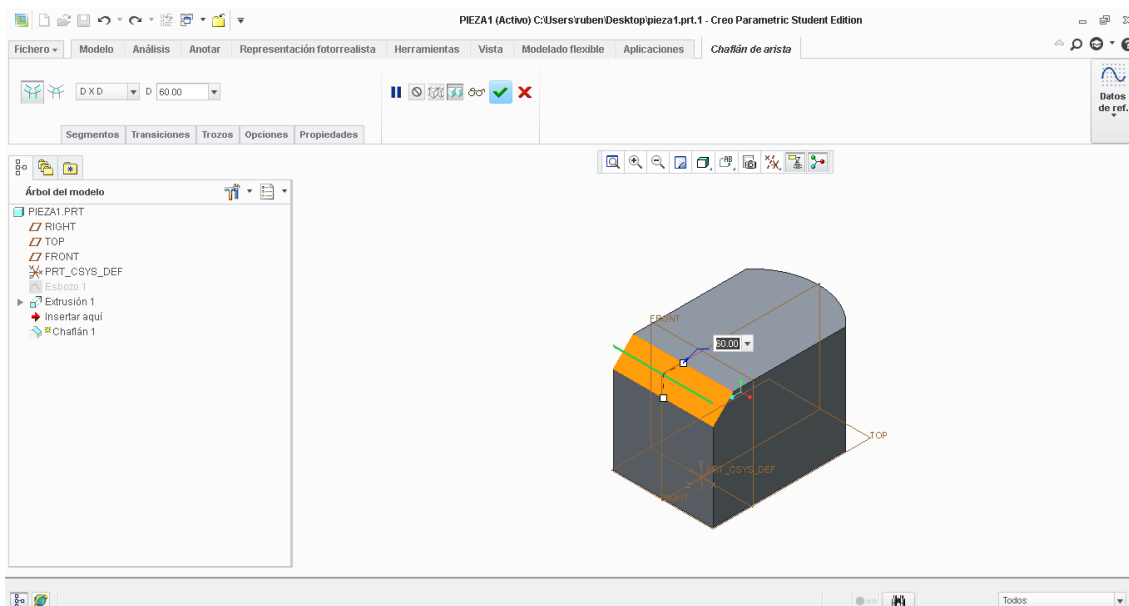 PIEZA1 (Activo) C:\Users\ruben\Desktop\pieza1.prt.1 - Creo Parametric Student Edition
Fichero Modelo Análisis Anotar Representación fotorrealista Herramientas Vista Modelado flexible Aplicaciones Chaflán de arista
D X D D 60.00
Datos
de ref.
Segmentos Transiciones Trozos Opciones Propiedades
Árbol del modelo
PIEZA1.PRT
RIGHT
TOP
FRONT
PRT_CSYS_DEF
Esbozo 1
Extrusión 1
Insertar aquí
Chaflán 1
FRONT
60.00
TOP
PRT_CSYS_DEF
RIGHT
Todos